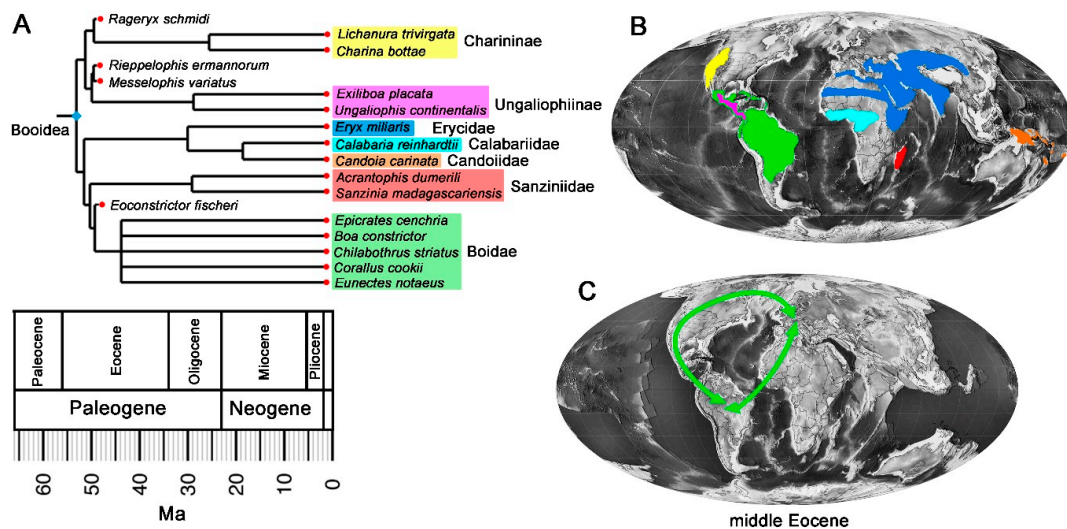 A
Rageryx schmidi
Lichanura trivirgata
Charina bottae
Charininae
Rieppelophis ermannorum
Messelophis variatus
Exiliboa placata
Ungaliophis continentalis
Ungaliophiinae
Booidea
Eryx miliaris
Erycidae
Calabaria reinhardtii
Calabariidae
Candoia carinata
Candoiidae
Acrantophis dumerili
Sanzinia madagascariensis
Sanziniidae
Eoconstrictor fischeri
Epicrates cenchria
Boa constrictor
Chilabothrus striatus
Corallus cookii
Eunectes notaeus
Boidae
Paleocene
Eocene
Oligocene
Miocene
Pliocene
Paleogene
Neogene
60 50 40 30 20 10 0
Ma
B
C
middle Eocene